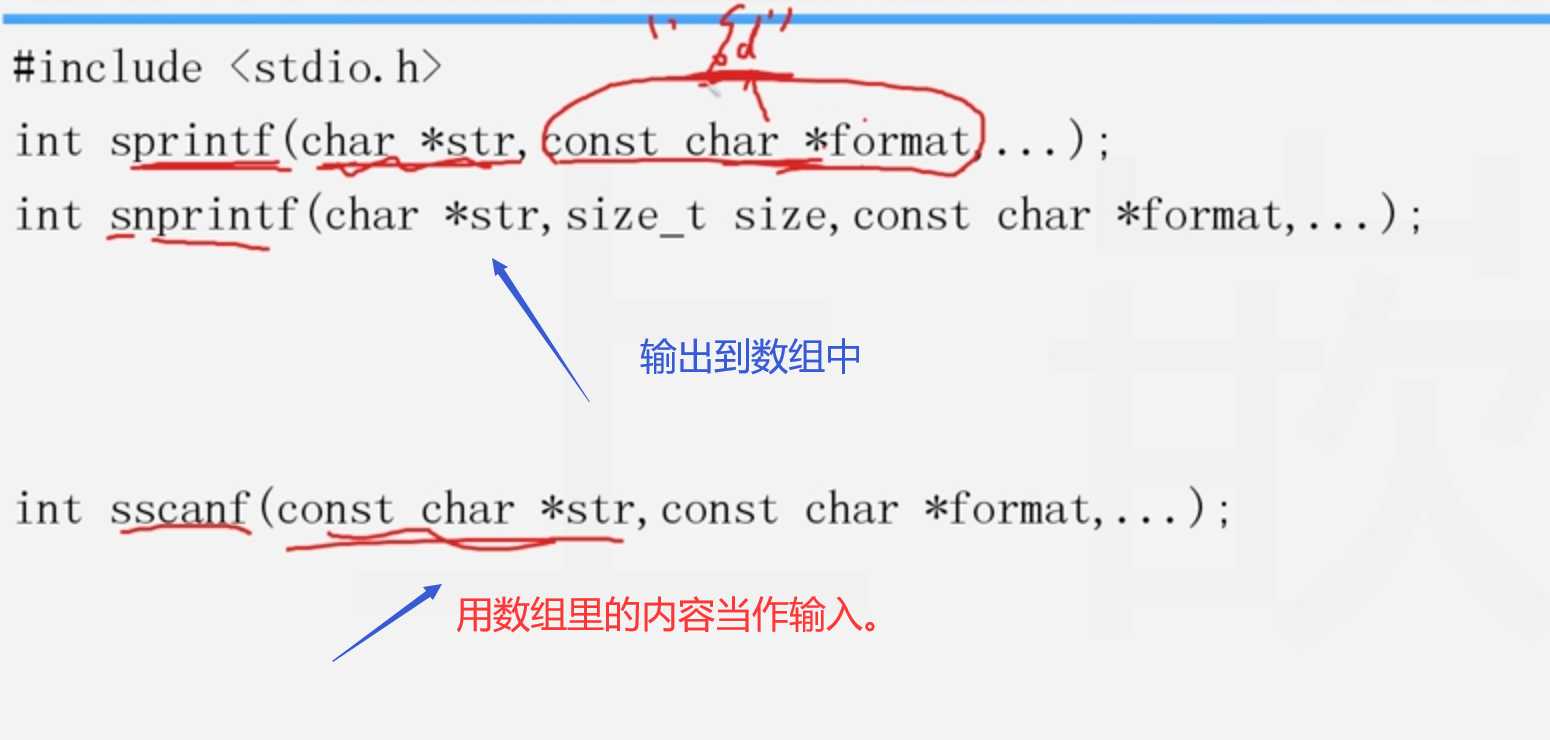 "%d"
#include <stdio.h>
int sprintf(char *str,const char *format,...);
int snprintf(char *str,size_t size,const char *format,...);
输出到数组中
int sscanf(const char *str,const char *format,...);
用数组里的内容当作输入。